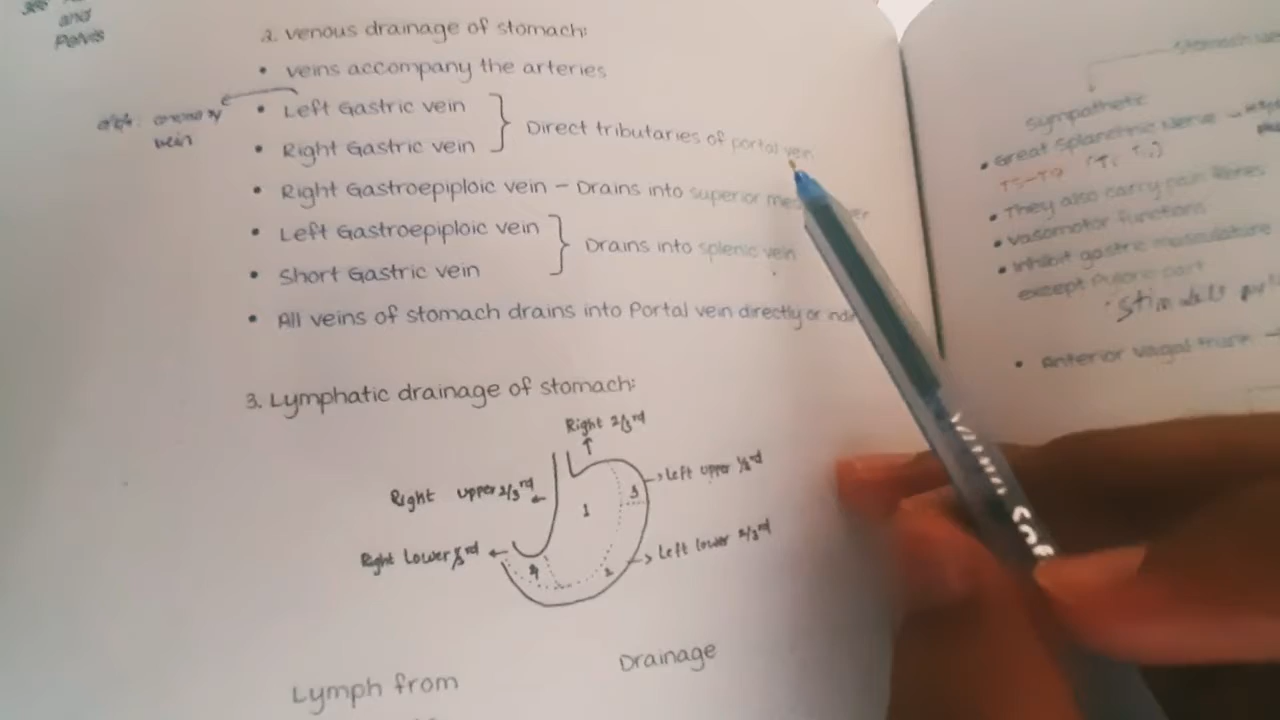 and
Pelvis
2. venous drainage of stomach:
• veins accompany the arteries
• Left Gastric vein
vein
• Right Gastric vein
Direct tributaries of portal vein
• Right Gastroepiploic vein - Drains into superior
• Left Gastroepiploic vein
• Short Gastric vein
Drains into splenic vein
• All veins of stomach drains into Portal vein directly or
3. Lymphatic drainage of stomach:
Right 2/3rd
Right upper 2/3rd
Left upper 1/3rd
1
3
Right Lower 1/3rd
Left lower 2/3rd
4
2
Lymph from
Drainage
Sympathetic
• Great Splanchnic Nerve
T5-T9
• They also carry pain fibres
• Vasomotor functions
• Inhibit gastric musculature
except Pyloric part
• Anterior vagal trunk -